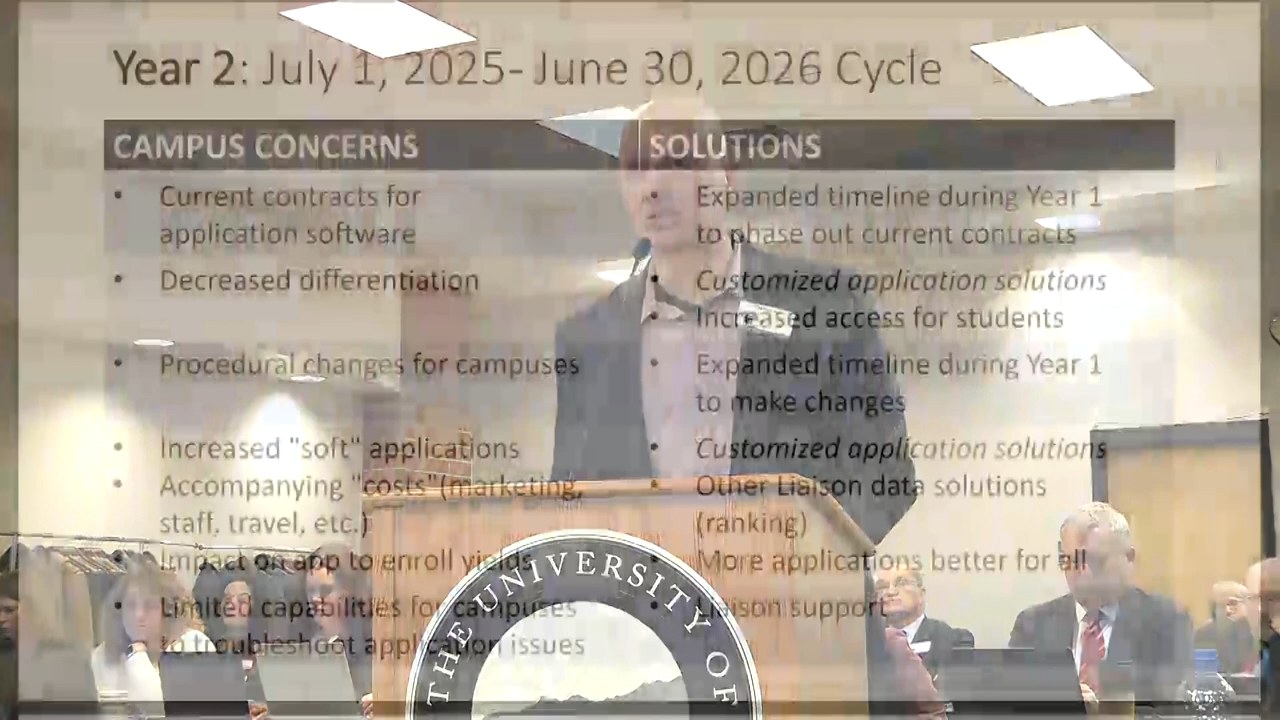 Year 2: July 1, 2025- June 30, 2026 Cycle
CAMPUS CONCERNS
SOLUTIONS
• Current contracts for
application software
• Expanded timeline during Year 1
to phase out current contracts
• Decreased differentiation
• Customized application solutions
• Increased access for students
• Procedural changes for campuses
• Expanded timeline during Year 1
to make changes
• Increased "soft" applications
• Accompanying "costs"(marketing,
staff, travel, etc.)
• Impact on app to enroll yields
• Customized application solutions
• Other Liaison data solutions
(ranking)
• More applications better for all
• Limited capabilities for campuses
to troubleshoot application issues
• Liaison support
THE UNIVERSITY OF